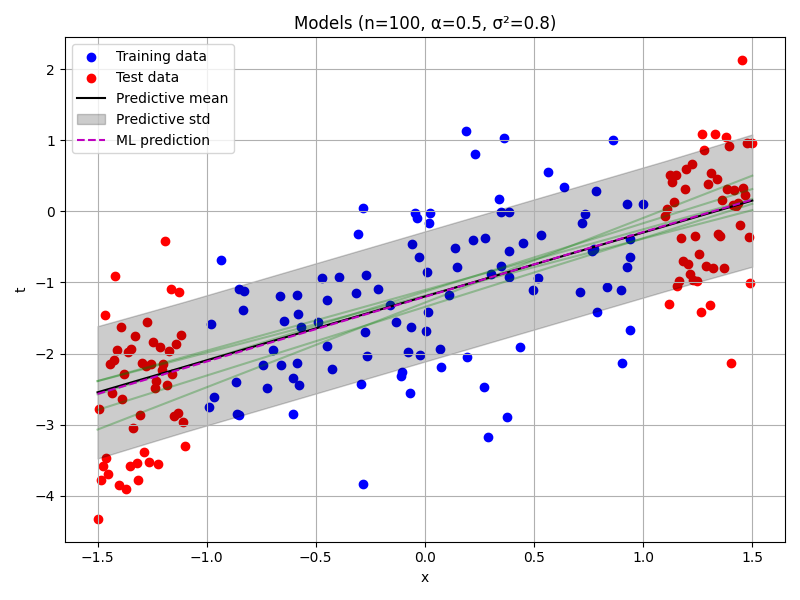 Models (n=100, α=0.5, σ²=0.8)
Training data
Test data
Predictive mean
Predictive std
ML prediction
t
2
1
0
−1
−2
−3
−4
−1.5
−1.0
−0.5
0.0
0.5
1.0
1.5
x